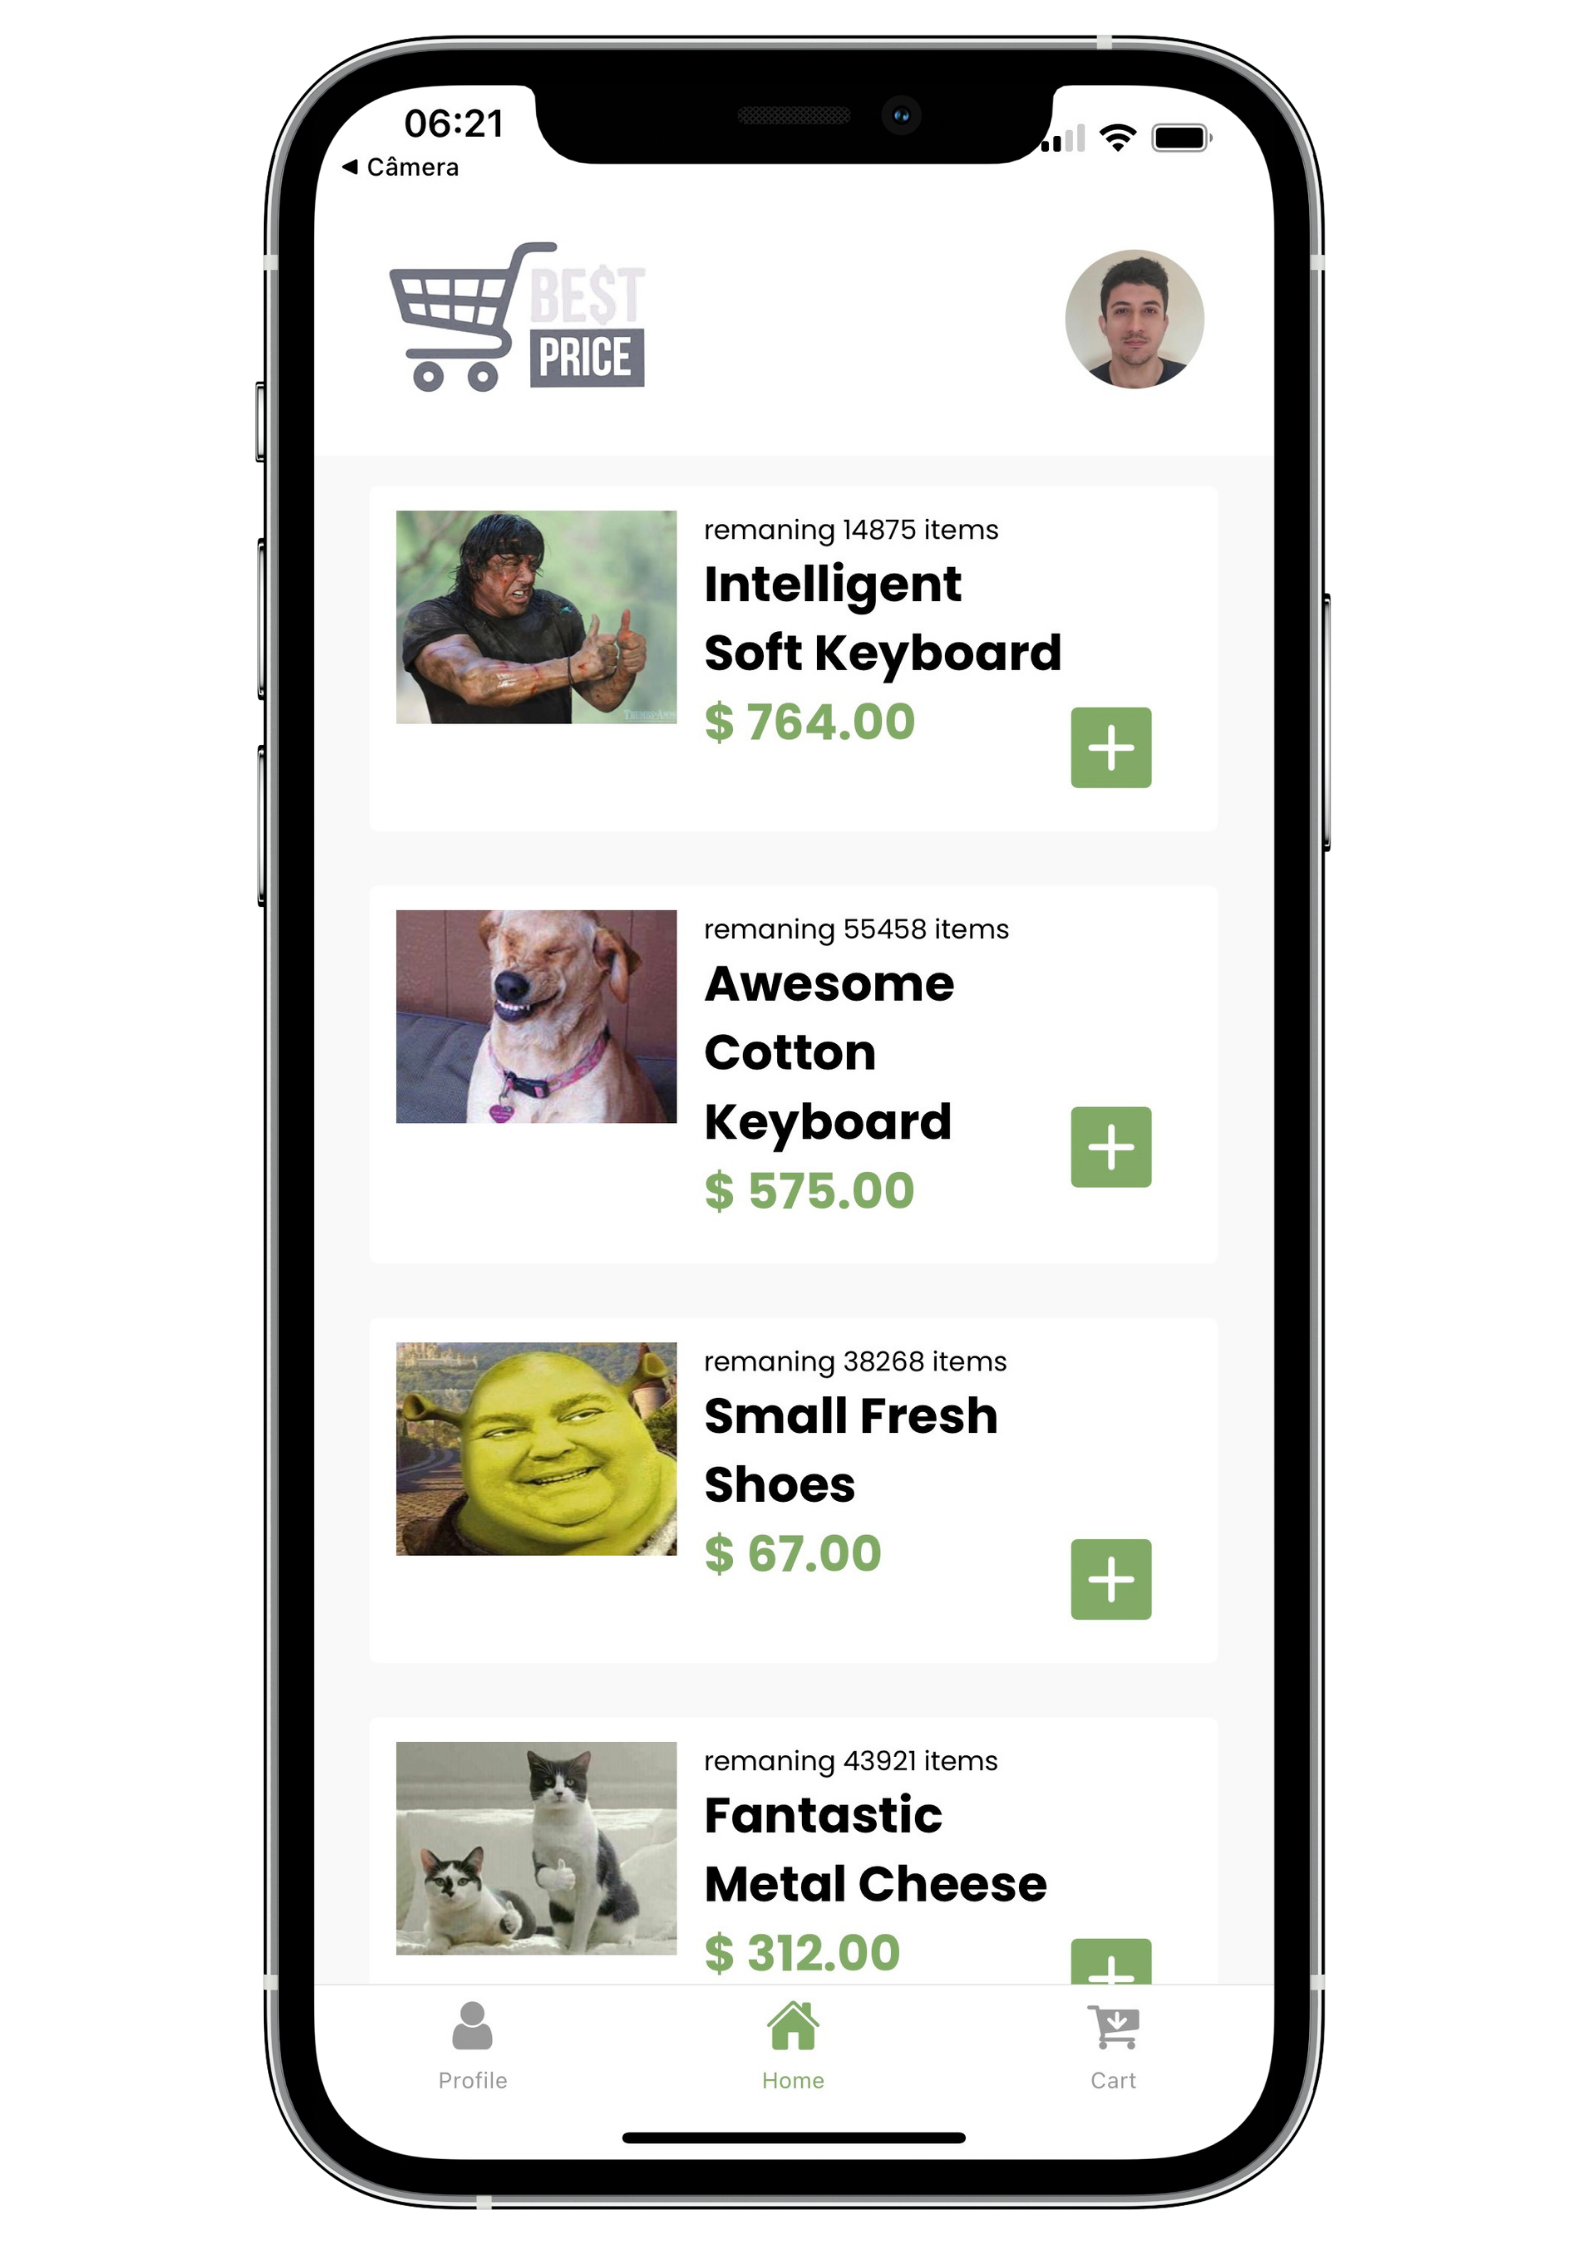 06:21
◀ Câmera
BE$T
PRICE
remaning 14875 items
Intelligent
Soft Keyboard
$ 764.00
remaning 55458 items
Awesome
Cotton
Keyboard
$ 575.00
remaning 38268 items
Small Fresh
Shoes
$ 67.00
remaning 43921 items
Fantastic
Metal Cheese
$ 312.00
Profile
Home
Cart